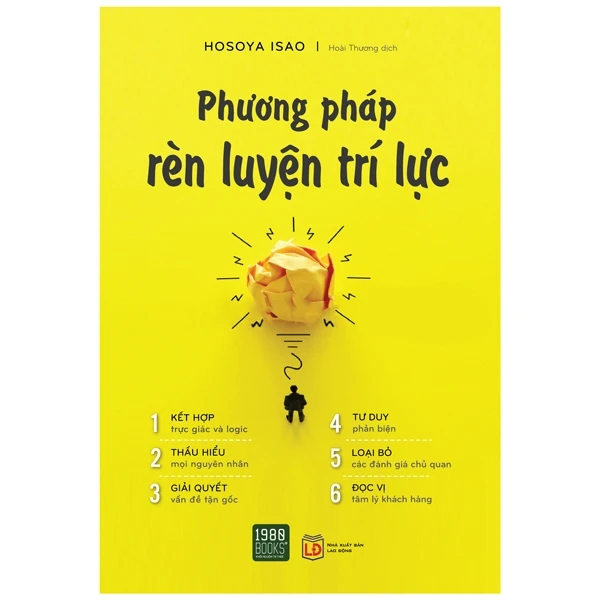 HOSOYA ISAO | Hoài Thương dịch
Phương pháp
rèn luyện trí lực
1 KẾT HỢP
trực giác và logic
2 THẤU HIỂU
mọi nguyên nhân
3 GIẢI QUYẾT
vấn đề tận gốc
4 TƯ DUY
phản biện
5 LOẠI BỎ
các đánh giá chủ quan
6 ĐỌC VỊ
tâm lý khách hàng
1980
BOOKS
LĐ
NHÀ XUẤT BẢN
LAO ĐỘNG